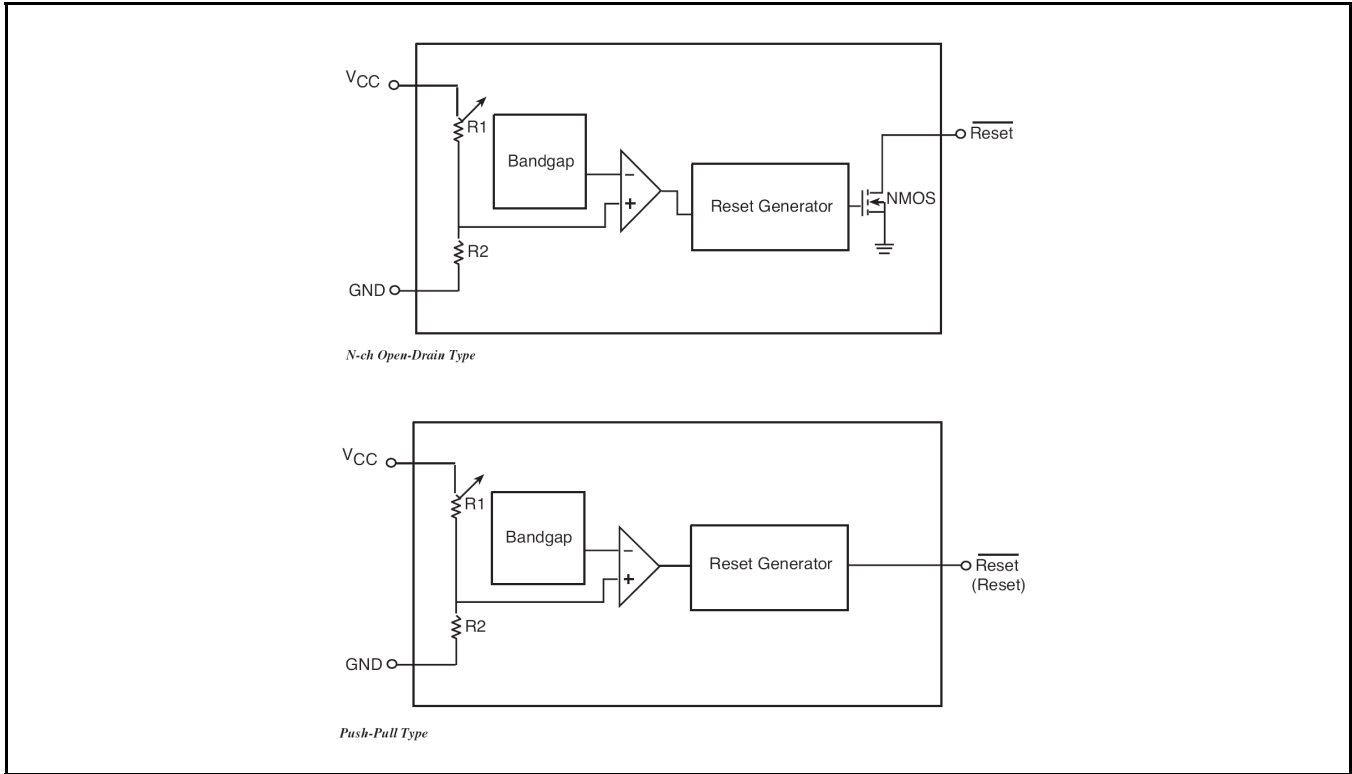 VCC
R1
Bandgap
−
+
Reset Generator
NMOS
Reset
R2
GND
N-ch Open-Drain Type
VCC
R1
Bandgap
−
+
Reset Generator
Reset
(Reset)
R2
GND
Push-Pull Type